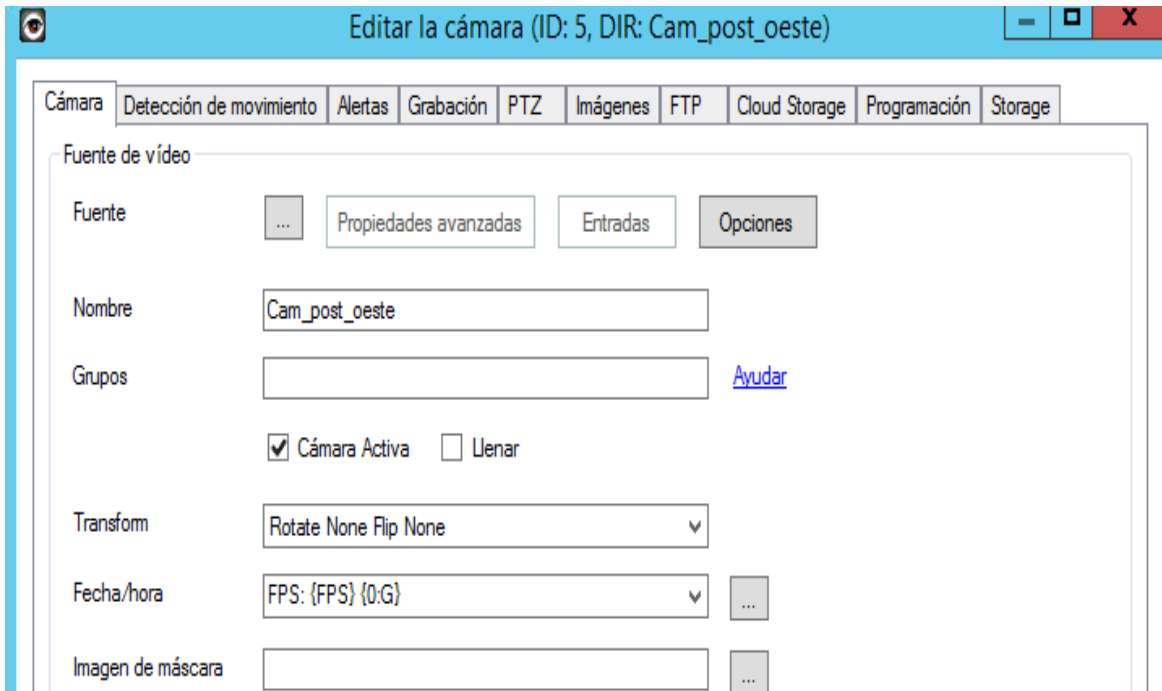 Editar la cámara (ID: 5, DIR: Cam_post_oeste)
X
Cámara Detección de movimiento Alertas Grabación PTZ Imágenes FTP Cloud Storage Programación Storage
Fuente de vídeo
Fuente ... Propiedades avanzadas Entradas Opciones
Nombre Cam_post_oeste
Grupos Ayudar
Cámara Activa Llenar
Transform Rotate None Flip None
Fecha/hora FPS: {FPS} {0:G} ...
Imagen de máscara ...